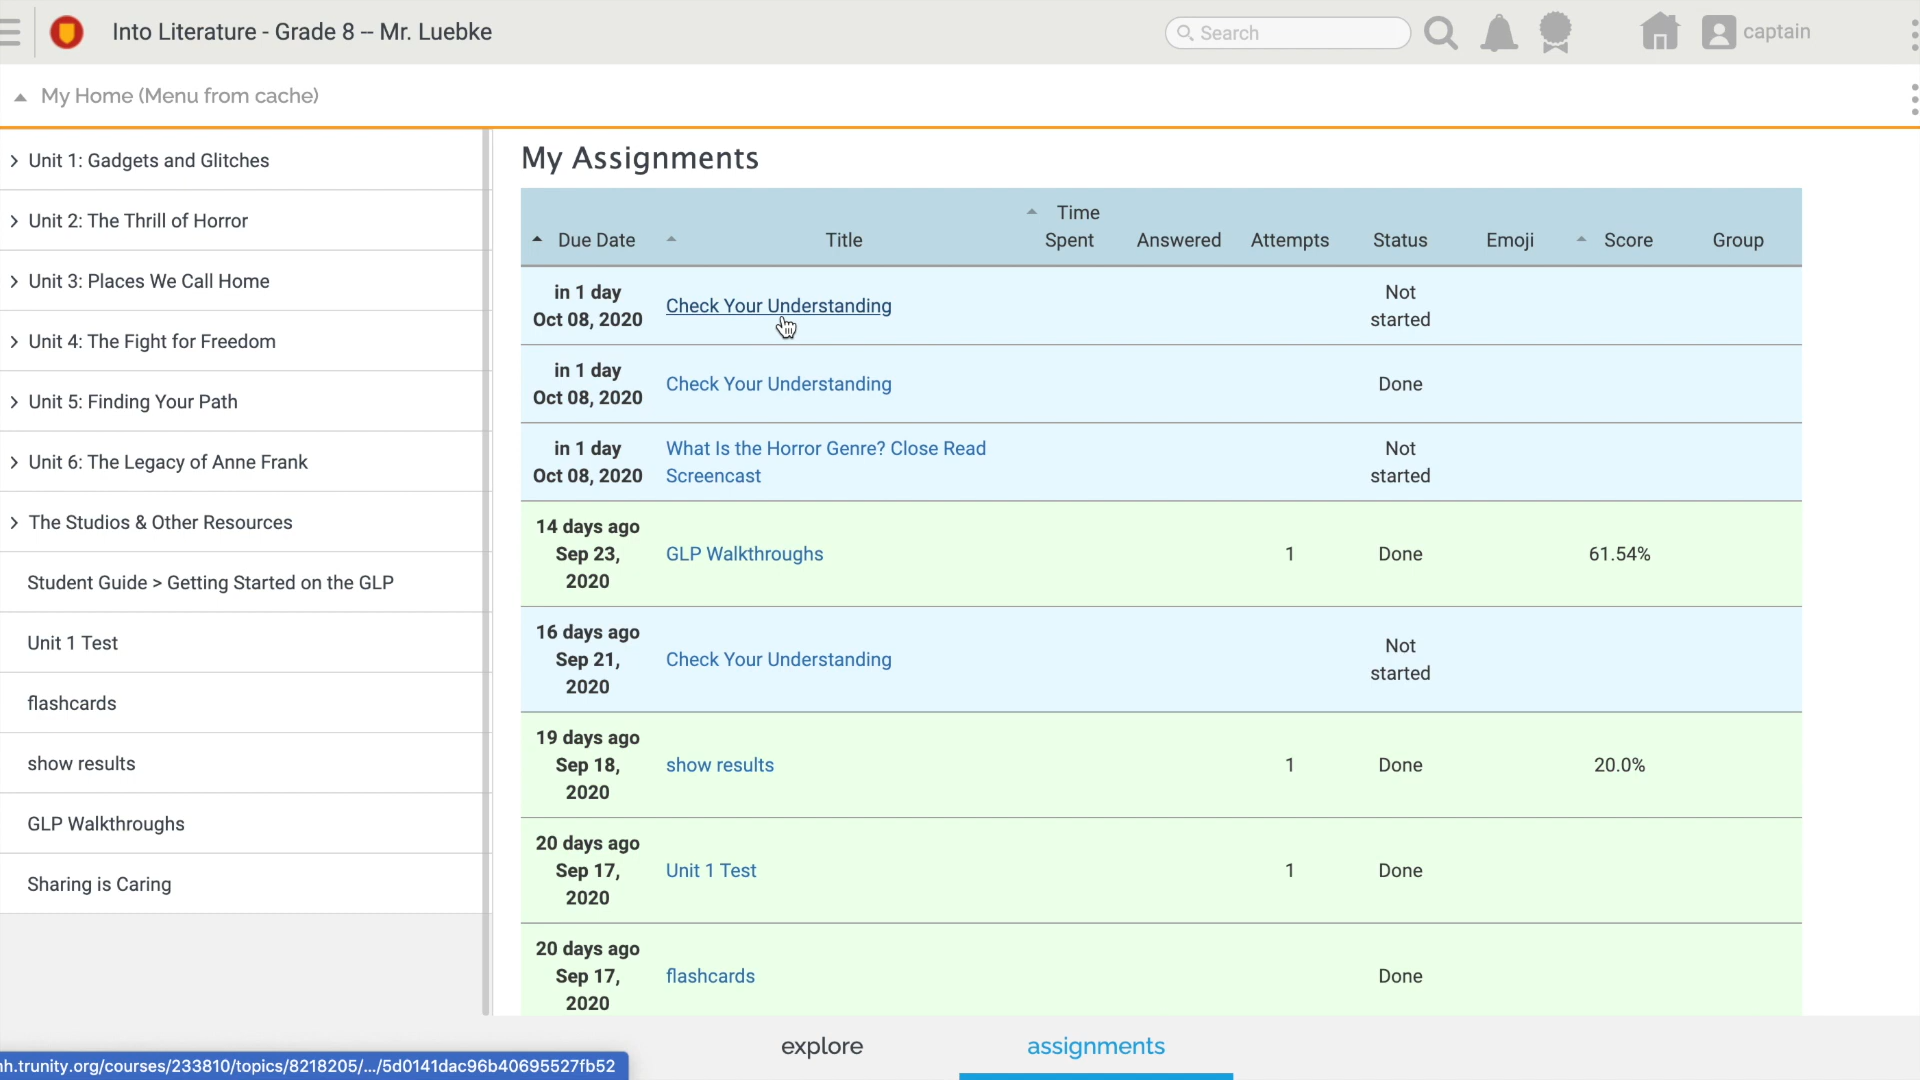 Into Literature - Grade 8 -- Mr. Luebke
Search
captain
My Home (Menu from cache)
Unit 1: Gadgets and Glitches
Unit 2: The Thrill of Horror
Unit 3: Places We Call Home
Unit 4: The Fight for Freedom
Unit 5: Finding Your Path
Unit 6: The Legacy of Anne Frank
The Studios & Other Resources
Student Guide > Getting Started on the GLP
Unit 1 Test
flashcards
show results
GLP Walkthroughs
Sharing is Caring
My Assignments
Due Date Title Time Spent Answered Attempts Status Emoji Score Group
in 1 day
Oct 08, 2020
Check Your Understanding
Not
started
in 1 day
Oct 08, 2020
Check Your Understanding
Done
in 1 day
Oct 08, 2020
What Is the Horror Genre? Close Read
Screencast
Not
started
14 days ago
Sep 23,
2020
GLP Walkthroughs
1
Done
61.54%
16 days ago
Sep 21,
2020
Check Your Understanding
Not
started
19 days ago
Sep 18,
2020
show results
1
Done
20.0%
20 days ago
Sep 17,
2020
Unit 1 Test
1
Done
20 days ago
Sep 17,
2020
flashcards
Done
explore
assignments
nh.trunity.org/courses/233810/topics/8218205/.../5d0141dac96b40695527fb52